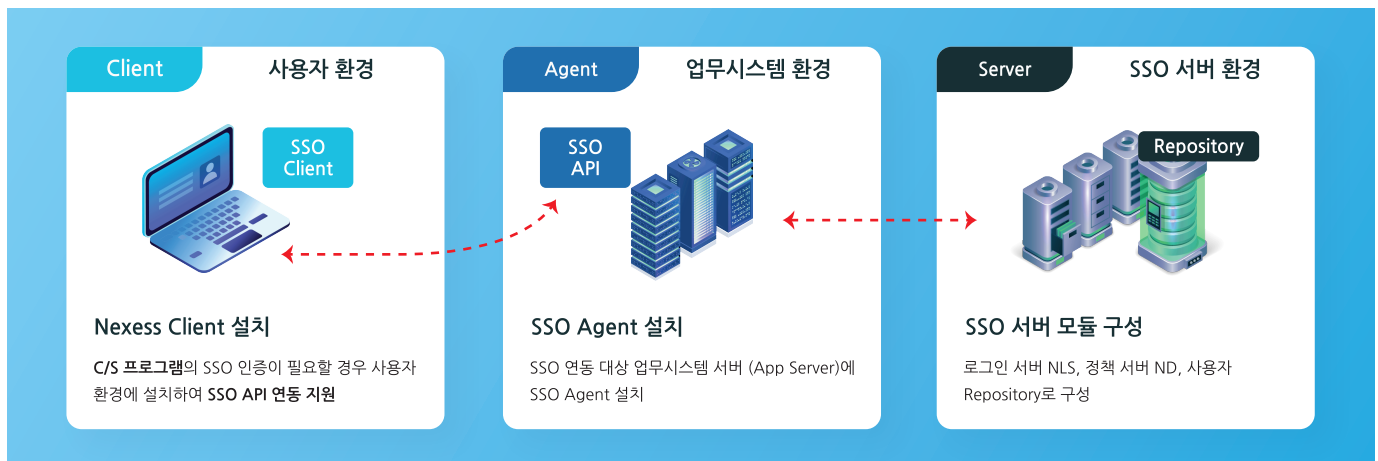 Client
사용자 환경
SSO
Client
Nexess Client 설치
C/S 프로그램의 SSO 인증이 필요할 경우 사용자
환경에 설치하여 SSO API 연동 지원
Agent
업무시스템 환경
SSO
API
SSO Agent 설치
SSO 연동 대상 업무시스템 서버 (App Server)에
SSO Agent 설치
Server
SSO 서버 환경
Repository
SSO 서버 모듈 구성
로그인 서버 NLS, 정책 서버 ND, 사용자
Repository로 구성